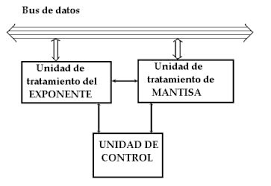 Bus de datos
Unidad de
tratamiento del
EXPONENTE
Unidad de
tratamiento de
MANTISA
UNIDAD DE
CONTROL